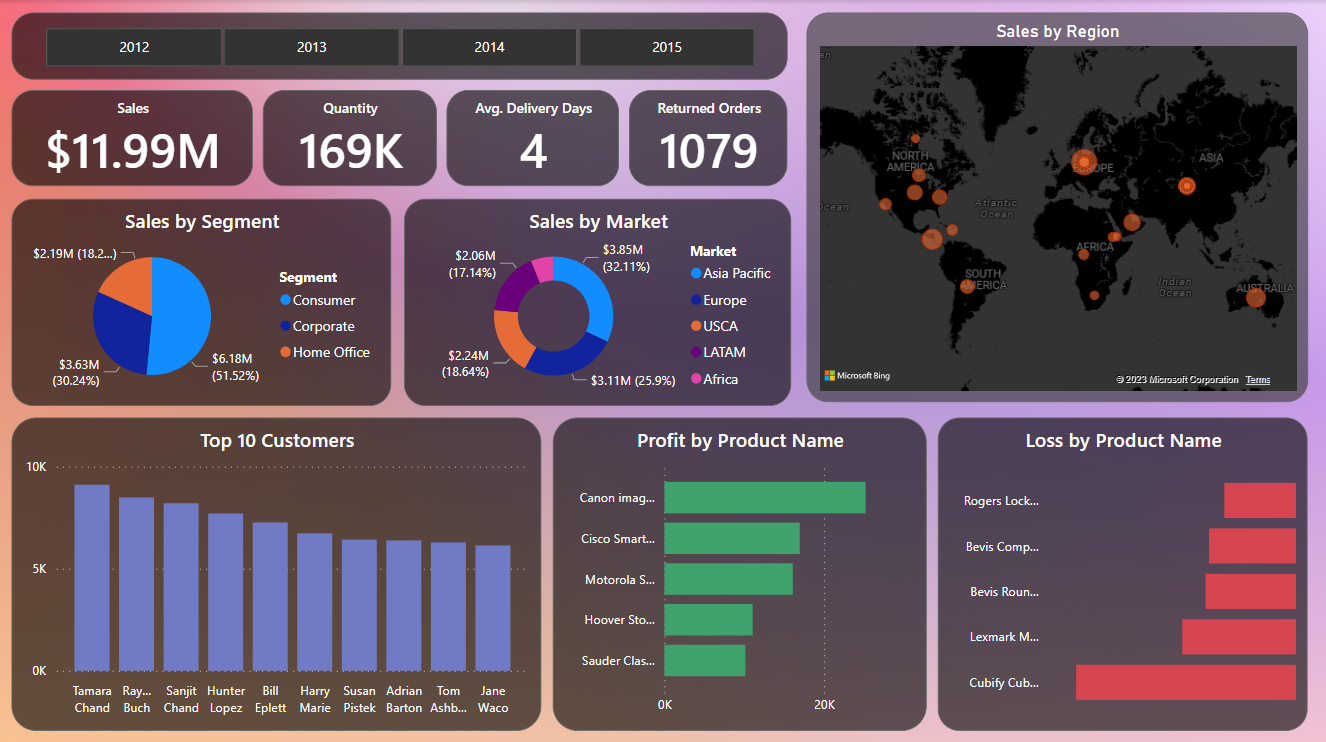 2012
2013
2014
2015
Sales
$11.99M
Quantity
169K
Avg. Delivery Days
4
Returned Orders
1079
Sales by Region
NORTH
AMERICA
EUROPE
ASIA
Atlantic
Ocean
AFRICA
SOUTH
AMERICA
Indian
Ocean
AUSTRALIA
Microsoft Bing
© 2023 Microsoft Corporation Terms
Sales by Segment
$2.19M (18.2...)
$3.63M
(30.24%)
$6.18M
(51.52%)
Segment
Consumer
Corporate
Home Office
Sales by Market
$2.06M
(17.14%)
$3.85M
(32.11%)
$2.24M
(18.64%)
$3.11M (25.9%)
Market
Asia Pacific
Europe
USCA
LATAM
Africa
Top 10 Customers
10K
5K
0K
Tamara
Chand
Ray...
Buch
Sanjit
Chand
Hunter
Lopez
Bill
Eplett
Harry
Marie
Susan
Pistek
Adrian
Barton
Tom
Ashb...
Jane
Waco
Profit by Product Name
Canon imag...
Cisco Smart...
Motorola S...
Hoover Sto...
Sauder Clas...
0K
20K
Loss by Product Name
Rogers Lock...
Bevis Comp...
Bevis Roun...
Lexmark M...
Cubify Cub...